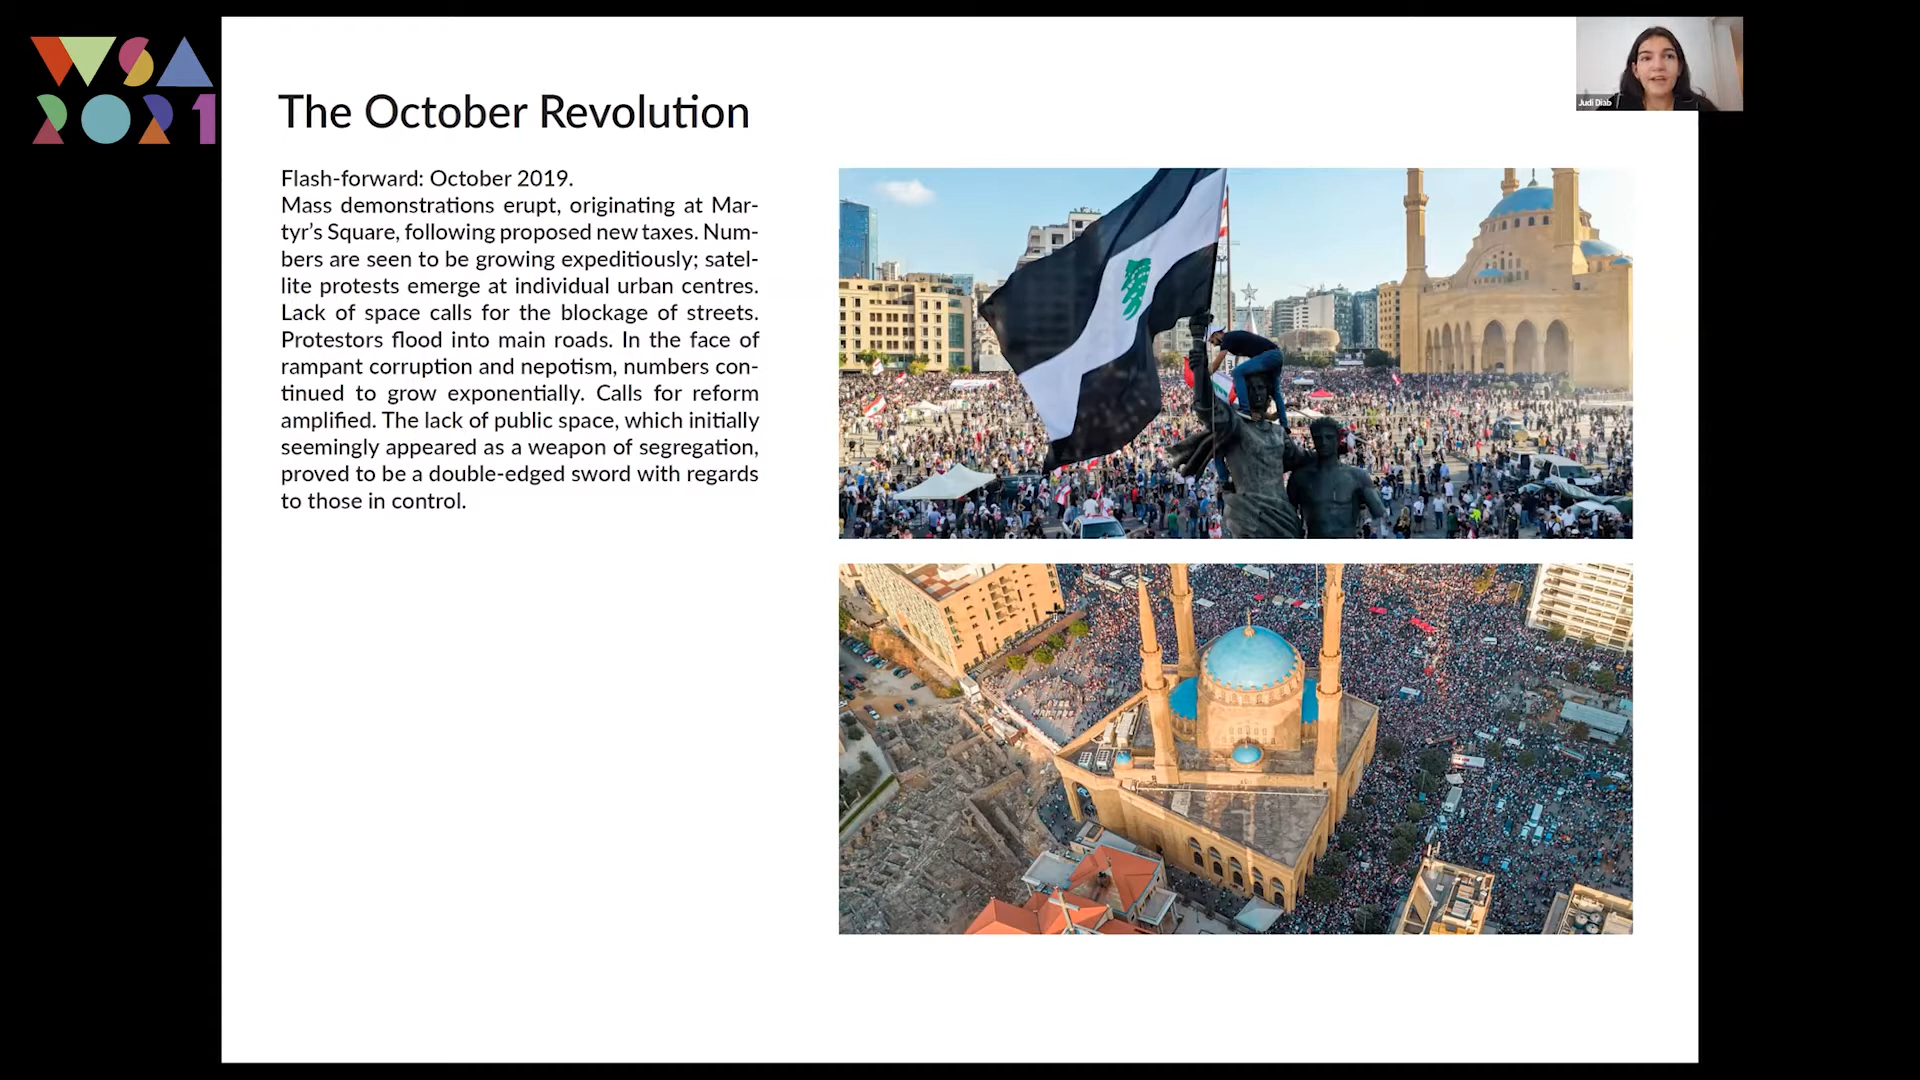 WSA
2021
The October Revolution
Flash-forward: October 2019.
Mass demonstrations erupt, originating at Mar-
tyr’s Square, following proposed new taxes. Num-
bers are seen to be growing expeditiously; satel-
lite protests emerge at individual urban centres.
Lack of space calls for the blockage of streets.
Protestors flood into main roads. In the face of
rampant corruption and nepotism, numbers con-
tinued to grow exponentially. Calls for reform
amplified. The lack of public space, which initially
seemingly appeared as a weapon of segregation,
proved to be a double-edged sword with regards
to those in control.
Judi Diab